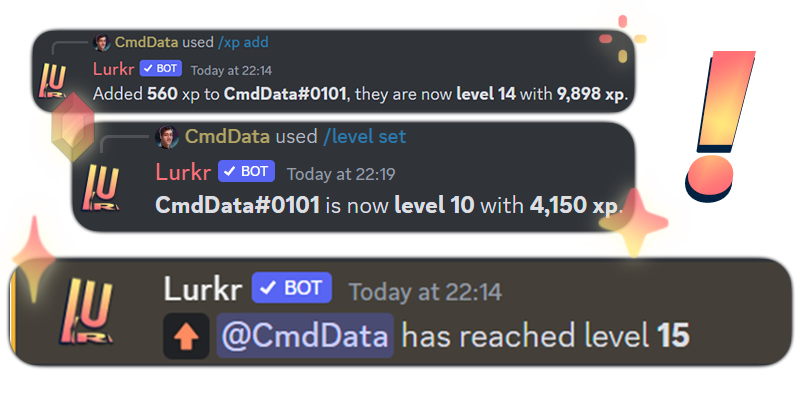 CmdData used /xp add
Lurkr ✓ BOT Today at 22:14
Added 560 xp to CmdData#0101, they are now level 14 with 9,898 xp.
CmdData used /level set
Lurkr ✓ BOT Today at 22:19
CmdData#0101 is now level 10 with 4,150 xp.
Lurkr ✓ BOT Today at 22:14
@CmdData has reached level 15
!